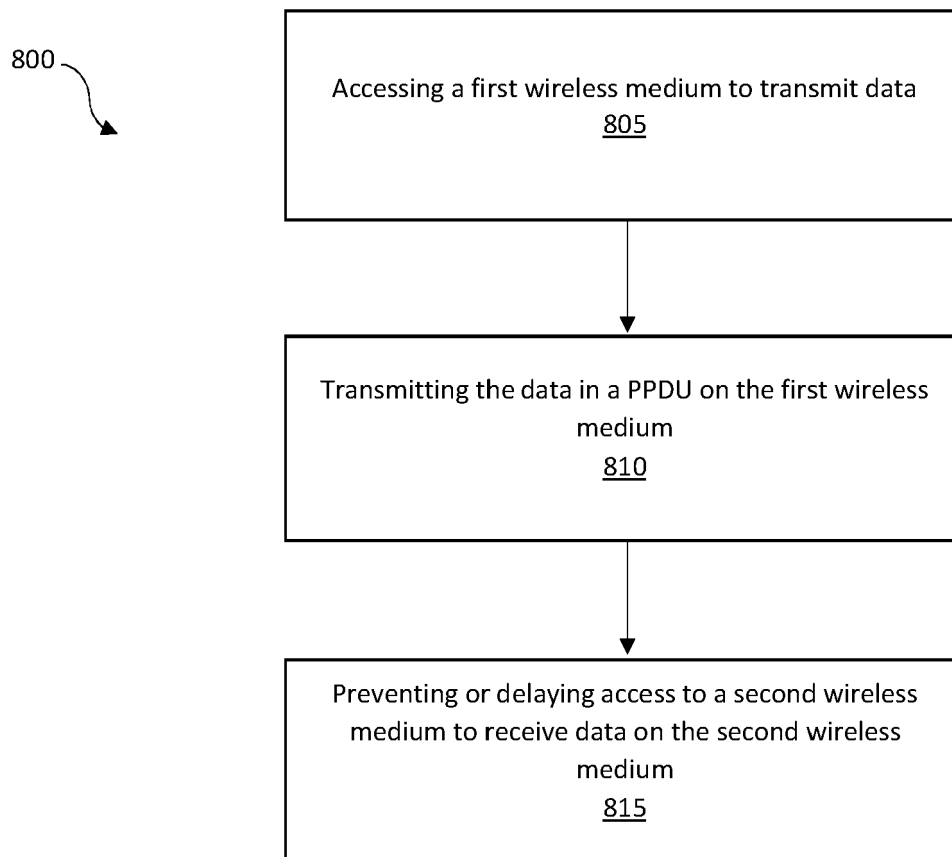 800
Accessing a first wireless medium to transmit data
805
Transmitting the data in a PPDU on the first wireless
medium
810
Preventing or delaying access to a second wireless
medium to receive data on the second wireless
medium
815